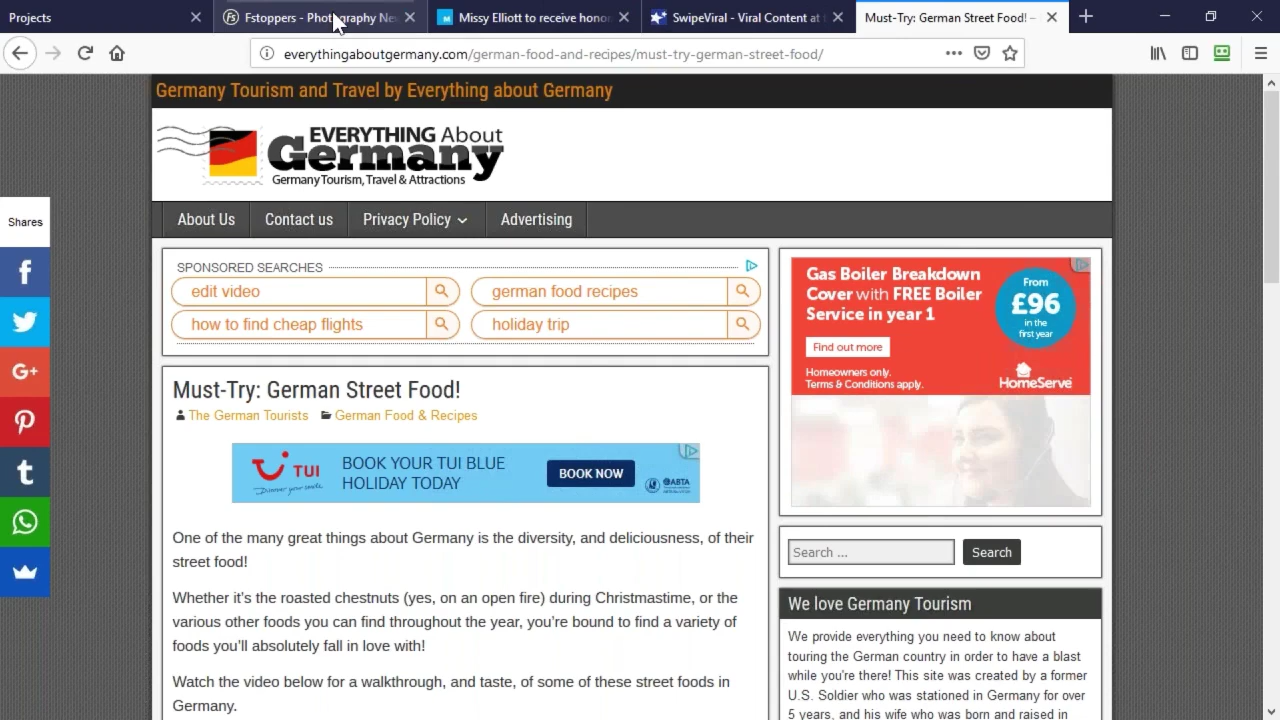 Projects
Fstoppers - Photography Ne
Missy Elliott to receive honor
SwipeViral - Viral Content at
Must-Try: German Street Food! –
everythingaboutgermany.com/german-food-and-recipes/must-try-german-street-food/
Germany Tourism and Travel by Everything about Germany
EVERYTHING About
Germany
Germany Tourism, Travel & Attractions
About Us
Contact us
Privacy Policy
Advertising
Shares
SPONSORED SEARCHES
edit video
german food recipes
how to find cheap flights
holiday trip
Gas Boiler Breakdown
Cover with FREE Boiler
Service in year 1
From
£96
in the
first year
Find out more
Homeowners only.
Terms & Conditions apply.
HomeServe
Must-Try: German Street Food!
The German Tourists
German Food & Recipes
TUI
Discover your smile
BOOK YOUR TUI BLUE
HOLIDAY TODAY
BOOK NOW
ABTA
One of the many great things about Germany is the diversity, and deliciousness, of their
street food!
Whether it's the roasted chestnuts (yes, on an open fire) during Christmastime, or the
various other foods you can find throughout the year, you're bound to find a variety of
foods you'll absolutely fall in love with!
Watch the video below for a walkthrough, and taste, of some of these street foods in
Germany.
Search ...
Search
We love Germany Tourism
We provide everything you need to know about
touring the German country in order to have a blast
while you're there! This site was created by a former
U.S. Soldier who was stationed in Germany for over
5 years, and his wife who was born and raised in